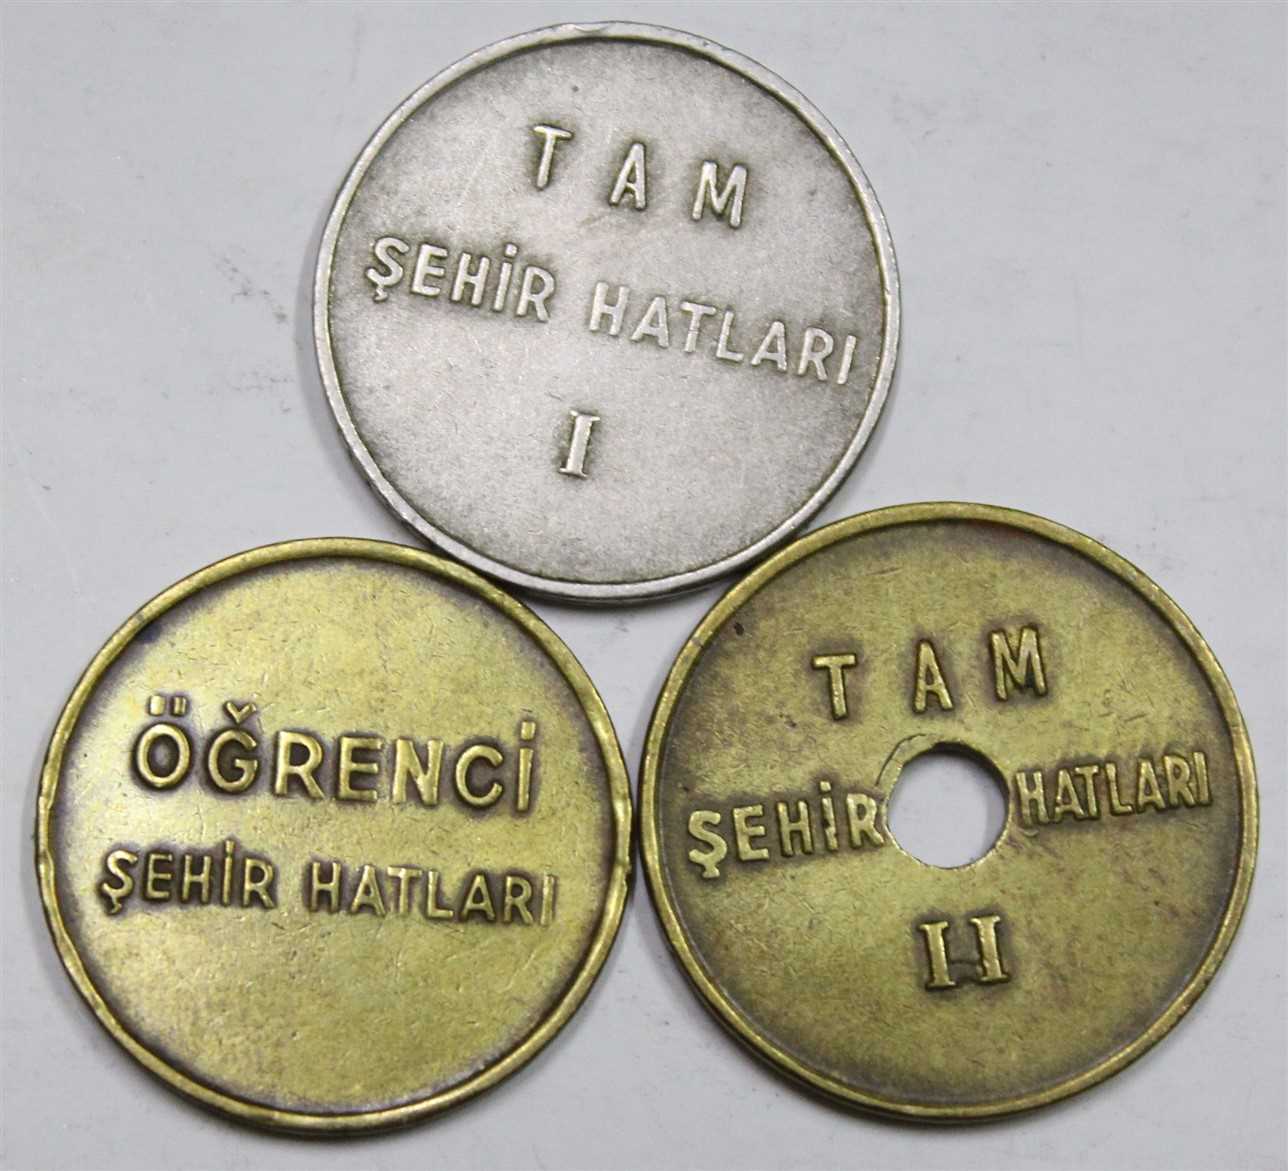 TAM
ŞEHİR HATLARI
I
ÖĞRENCİ
ŞEHİR HATLARI
TAM
ŞEHİR HATLARI
II